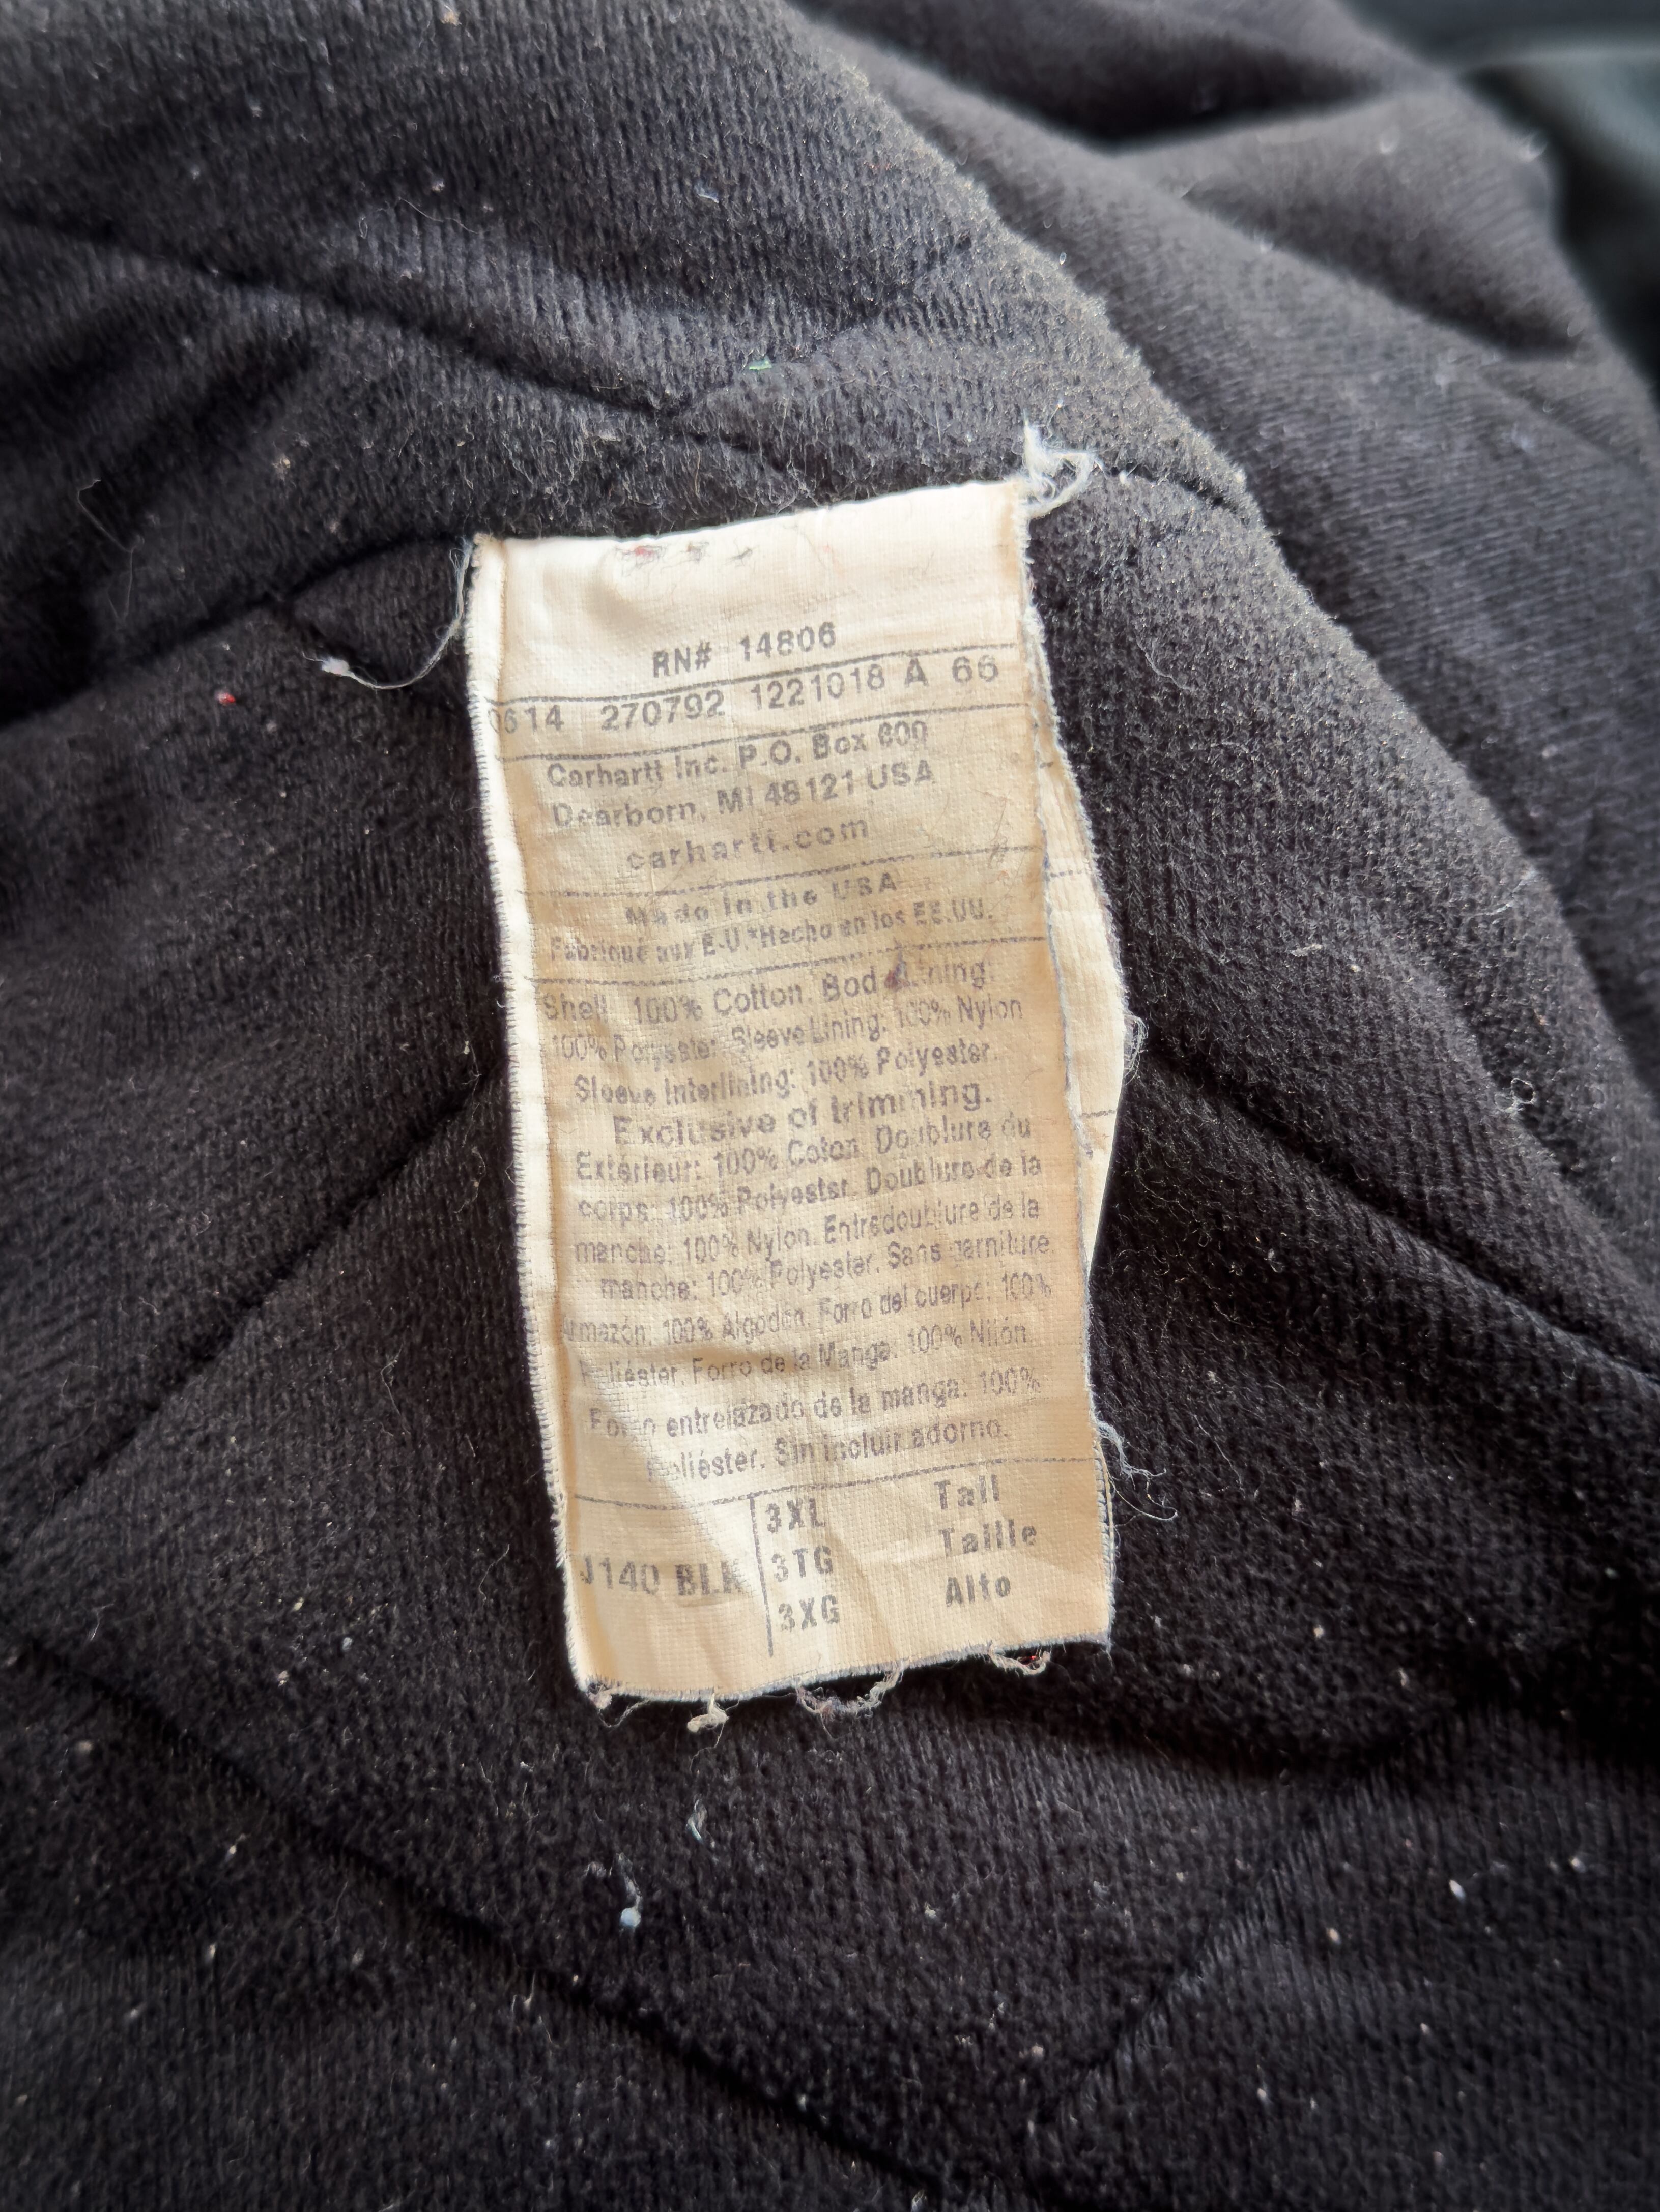 RN# 14806
0614 270792 1221018 A 66
Carhartt Inc. P.O. Box 600
Dearborn, MI 48121 USA
carhartt.com
Made in the USA
Fabriqué aux E-U.*Hecho en los EE.UU.
Shell 100% Cotton. Body Lining:
100% Polyester. Sleeve Lining: 100% Nylon
Sleeve Interlining: 100% Polyester.
Exclusive of trimming.
Extérieur: 100% Coton. Doublure du
corps: 100% Polyester. Doublure de la
manche: 100% Nylon. Entredoublure de la
manche: 100% Polyester. Sans garniture.
Armazón: 100% Algodón. Forro del cuerpo: 100%
Poliéster. Forro de la Manga: 100% Nilón.
Forro entrelazado de la manga: 100%
Poliéster. Sin incluir adorno.
J140 BLK
3XL Tall
3TG Taille
3XG Alto